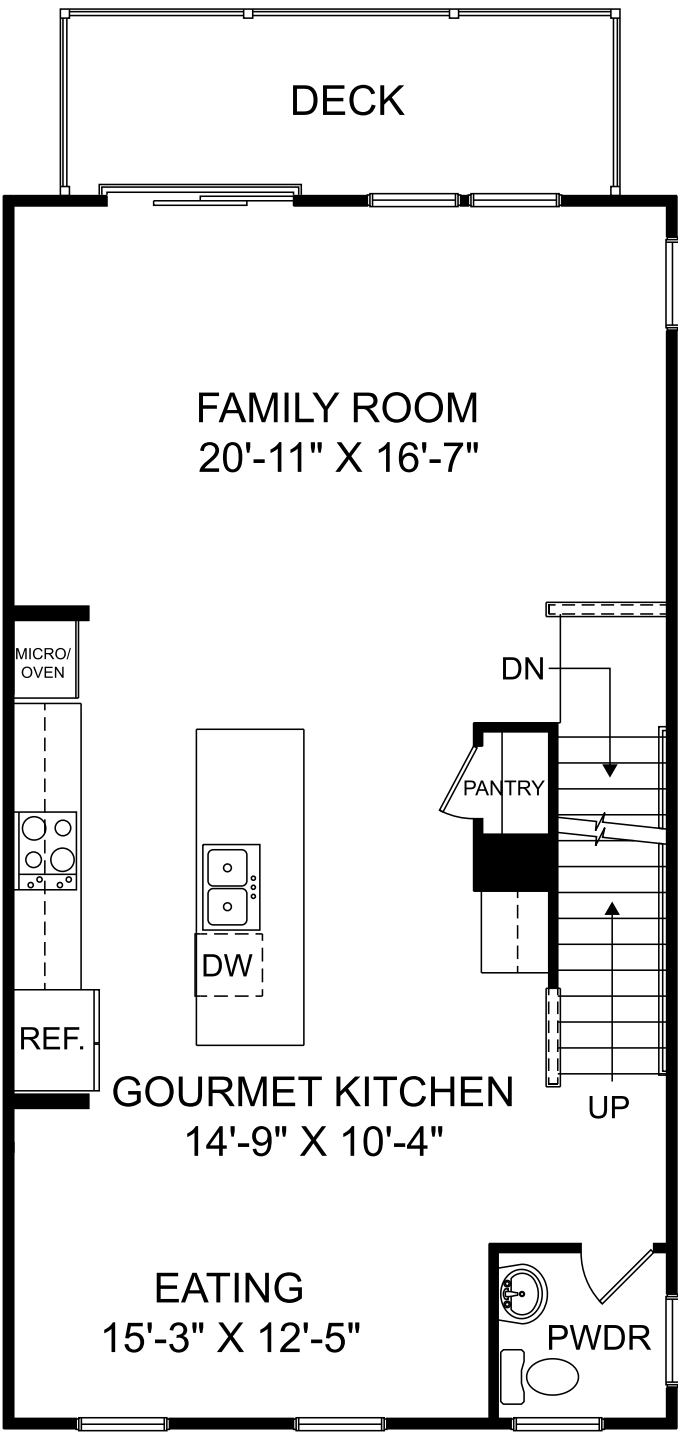 DECK
FAMILY ROOM
20'-11" X 16'-7"
MICRO/
OVEN
DN
PANTRY
DW
REF.
GOURMET KITCHEN
14'-9" X 10'-4"
UP
EATING
15'-3" X 12'-5"
PWDR